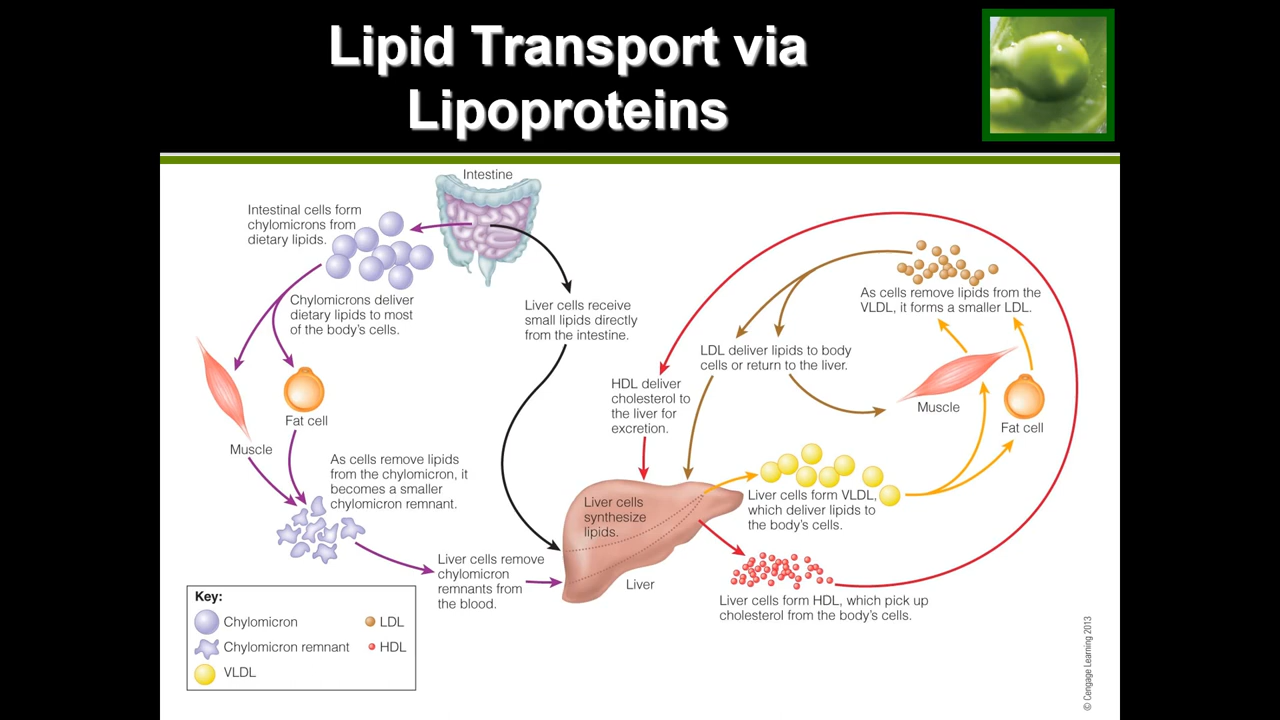 Lipid Transport via
Lipoproteins
Intestine
Intestinal cells form
chylomicrons from
dietary lipids.
Chylomicrons deliver
dietary lipids to most
of the body's cells.
Liver cells receive
small lipids directly
from the intestine.
As cells remove lipids from the
VLDL, it forms a smaller LDL.
LDL deliver lipids to body
cells or return to the liver.
HDL deliver
cholesterol to
the liver for
excretion.
Muscle
Fat cell
Fat cell
Muscle
As cells remove lipids
from the chylomicron, it
becomes a smaller
chylomicron remnant.
Liver cells
synthesize
lipids.
Liver cells form VLDL,
which deliver lipids to
the body's cells.
Liver cells remove
chylomicron
remnants from
the blood.
Liver
Liver cells form HDL, which pick up
cholesterol from the body's cells.
Key:
Chylomicron
LDL
Chylomicron remnant
HDL
VLDL
© Cengage Learning 2013